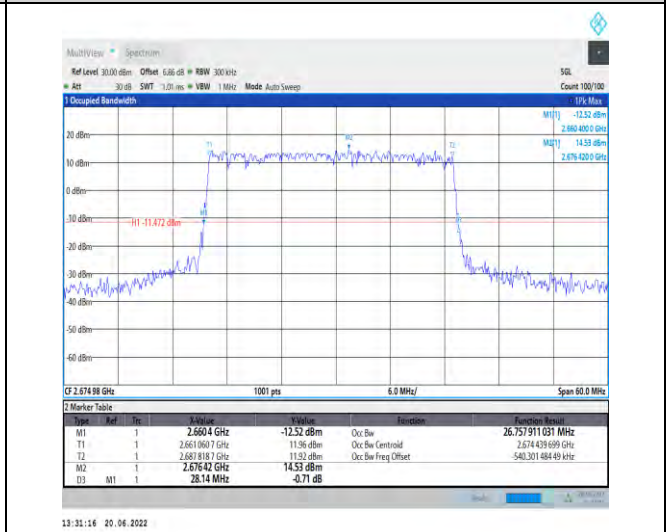 MultiView Spectrum
Ref Level 30.00 dBm Offset 6.86 dB RBW 300 kHz SGL
Att 30 dB SWT 1.01 ms VBW 1 MHz Mode Auto Sweep Count 100/100
1 Occupied Bandwidth 1Pk Max
M1[1] -12.52 dBm
2.660 400 0 GHz
M2[1] 14.53 dBm
2.676 420 0 GHz
20 dBm
T1 M2 T2
10 dBm
0 dBm
M1
-10 dBm
H1 -11.472 dBm
-20 dBm
-30 dBm
-40 dBm
-50 dBm
-60 dBm
CF 2.674 98 GHz 1001 pts 6.0 MHz/ Span 60.0 MHz
2 Marker Table
Type Ref Trc X-Value Y-Value Function Function Result
M1 1 2.660 4 GHz -12.52 dBm Occ Bw 26.757 911 031 MHz
T1 1 2.661 060 7 GHz 11.96 dBm Occ Bw Centroid 2.674 439 699 GHz
T2 1 2.687 818 7 GHz 11.92 dBm Occ Bw Freq Offset -540.301 484 49 kHz
M2 1 2.676 42 GHz 14.53 dBm
D3 M1 1 28.14 MHz -0.71 dB
13:31:16 20.06.2022